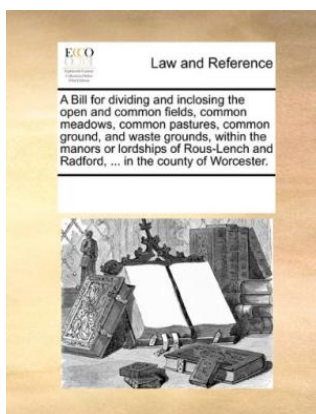 ECCO
Law and Reference
A Bill for dividing and inclosing the
open and common fields, common
meadows, common pastures, common
ground, and waste grounds, within the
manors or lordships of Rous-Lench and
Radford, ... in the county of Worcester.